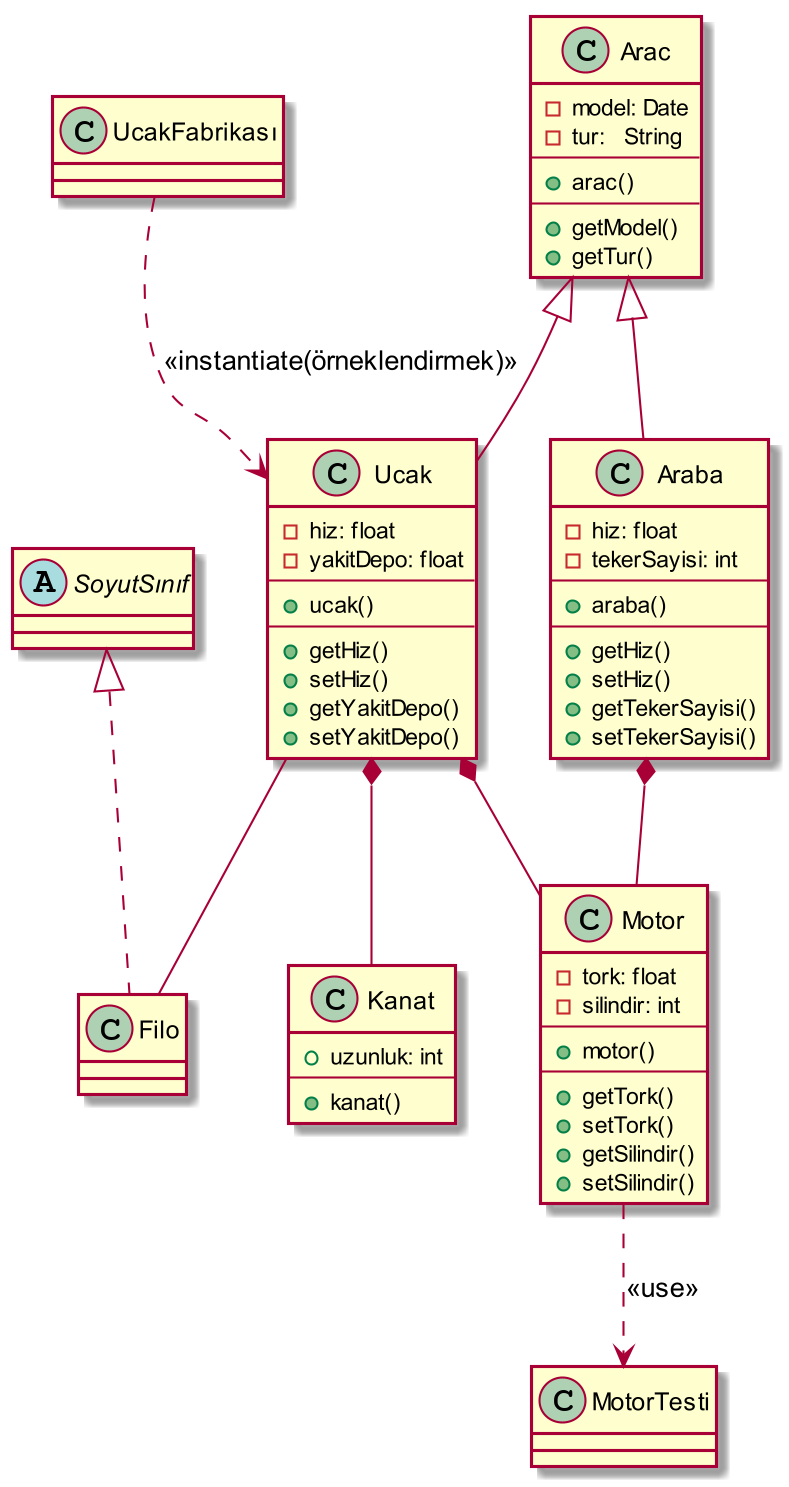 C Arac
model: Date
tur: String
arac()
getModel()
getTur()
C UcakFabrikası
«instantiate(örneklendirmek)»
C Ucak
hiz: float
yakitDepo: float
ucak()
getHiz()
setHiz()
getYakitDepo()
setYakitDepo()
C Araba
hiz: float
tekerSayisi: int
araba()
getHiz()
setHiz()
getTekerSayisi()
setTekerSayisi()
A SoyutSınıf
C Filo
C Kanat
uzunluk: int
kanat()
C Motor
tork: float
silindir: int
motor()
getTork()
setTork()
getSilindir()
setSilindir()
«use»
C MotorTesti